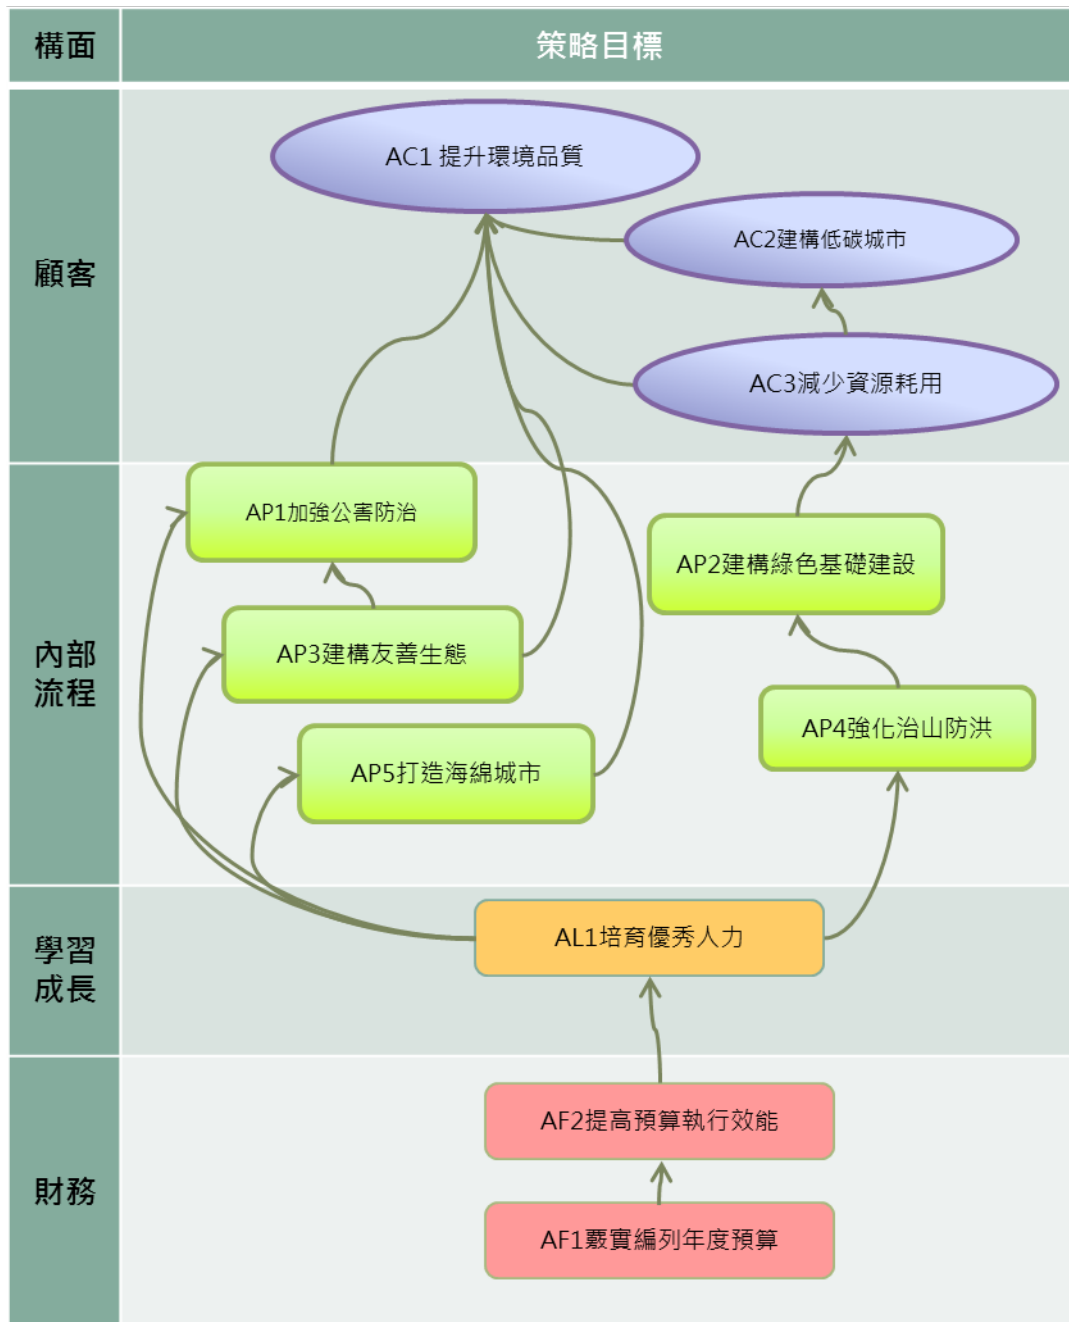 構面
策略目標
顧客
AC1 提升環境品質
AC2建構低碳城市
AC3減少資源耗用
內部
流程
AP1加強公害防治
AP2建構綠色基礎建設
AP3建構友善生態
AP4強化治山防洪
AP5打造海綿城市
學習
成長
AL1培育優秀人力
財務
AF2提高預算執行效能
AF1覈實編列年度預算